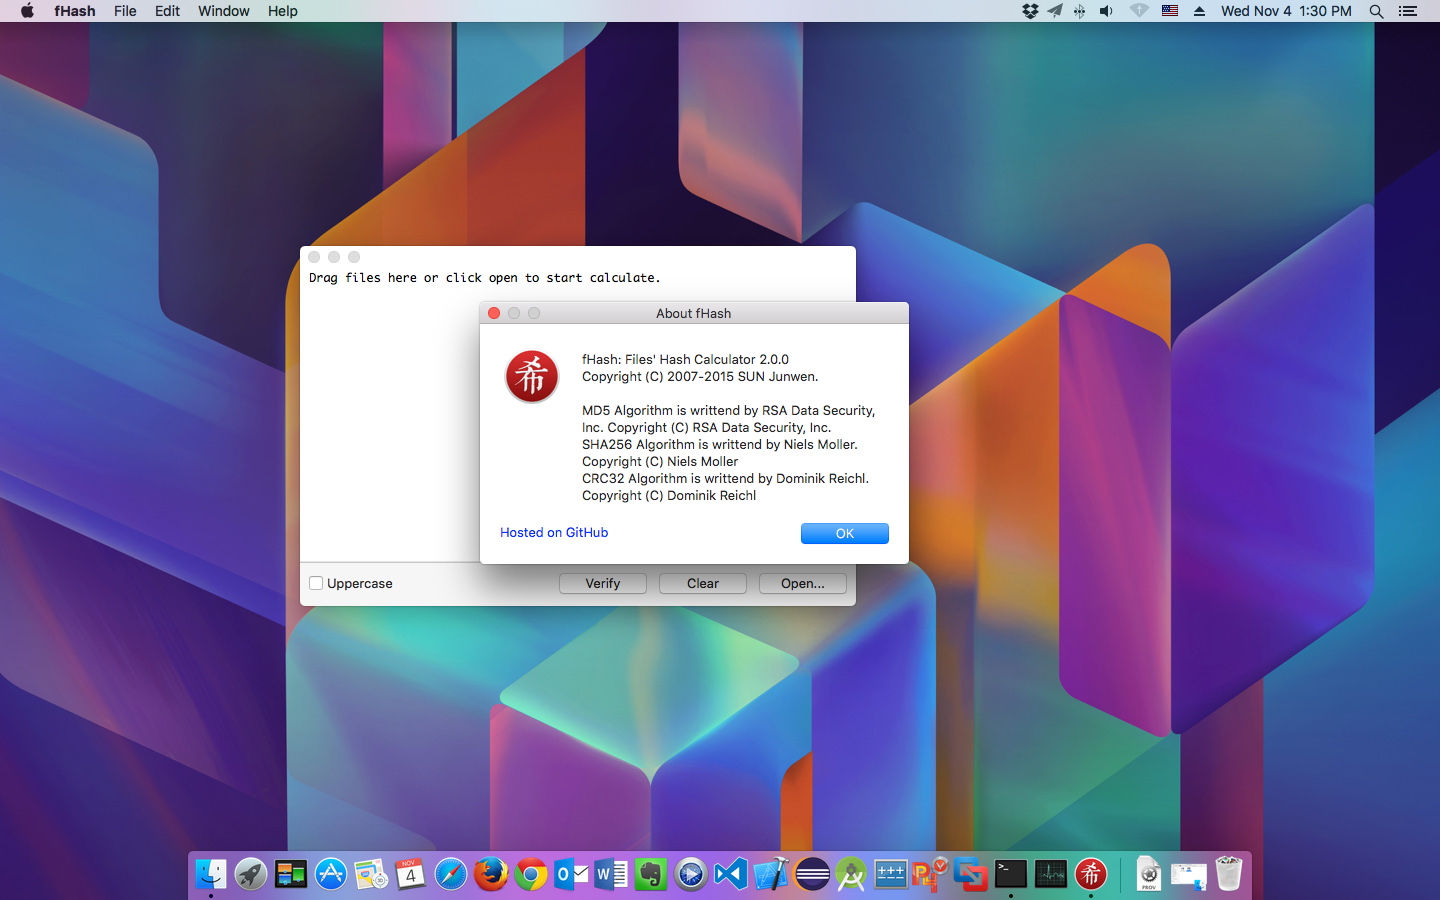 fHash File Edit Window Help Wed Nov 4 1:30 PM
Drag files here or click open to start calculate.
About fHash
希
fHash: Files' Hash Calculator 2.0.0
Copyright (C) 2007-2015 SUN Junwen.
MD5 Algorithm is writtend by RSA Data Security,
Inc. Copyright (C) RSA Data Security, Inc.
SHA256 Algorithm is writtend by Niels Moller.
Copyright (C) Niels Moller
CRC32 Algorithm is writtend by Dominik Reichl.
Copyright (C) Dominik Reichl
Hosted on GitHub
OK
Uppercase
Verify
Clear
Open...
NOV
4
希
PROV